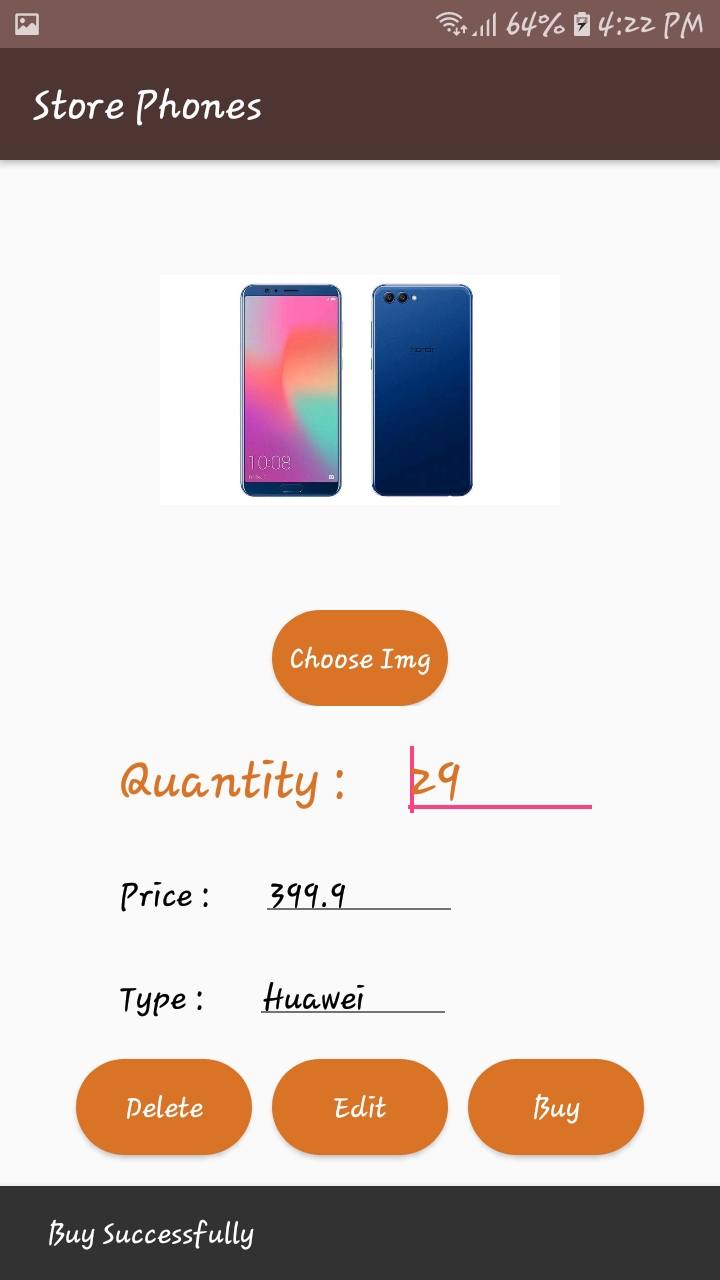 64% 4:22 PM
Store Phones
honor
10:08
Choose Img
Quantity : 29
Price : 399.9
Type : Huawei
Delete Edit Buy
Buy Successfully